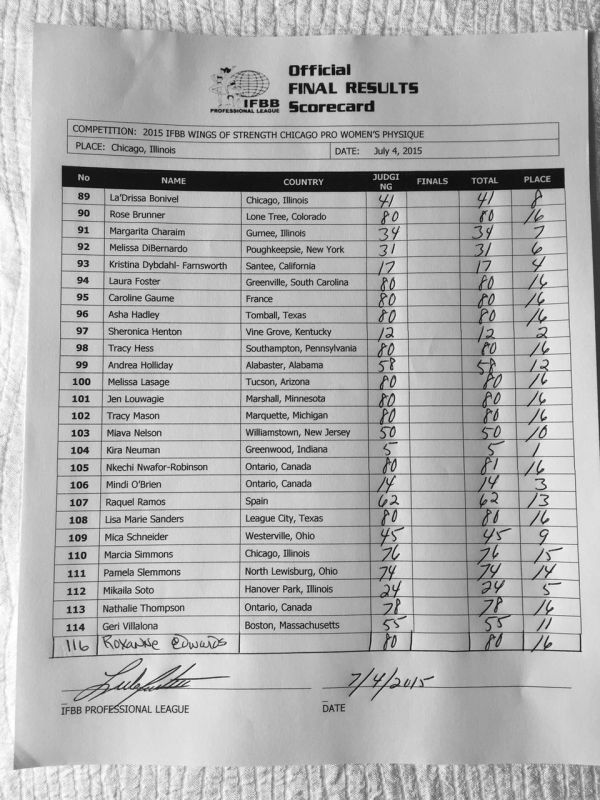 Official
FINAL RESULTS
IFBB Scorecard
PROFESSIONAL LEAGUE
COMPETITION: 2015 IFBB WINGS OF STRENGTH CHICAGO PRO WOMEN'S PHYSIQUE
PLACE: Chicago, Illinois DATE: July 4, 2015
No NAME COUNTRY JUDGI NG FINALS TOTAL PLACE
89 La'Drissa Bonivel Chicago, Illinois 41 41 8
90 Rose Brunner Lone Tree, Colorado 80 80 16
91 Margarita Charaim Gurnee, Illinois 34 34 7
92 Melissa DiBernardo Poughkeepsie, New York 31 31 6
93 Kristina Dybdahl- Farnsworth Santee, California 17 17 4
94 Laura Foster Greenville, South Carolina 80 80 16
95 Caroline Gaume France 80 80 16
96 Asha Hadley Tomball, Texas 80 80 16
97 Sheronica Henton Vine Grove, Kentucky 12 12 2
98 Tracy Hess Southampton, Pennsylvania 80 80 16
99 Andrea Holliday Alabaster, Alabama 58 58 12
100 Melissa Lasage Tucson, Arizona 80 80 16
101 Jen Louwagie Marshall, Minnesota 80 80 16
102 Tracy Mason Marquette, Michigan 80 80 16
103 Miava Nelson Williamstown, New Jersey 50 50 10
104 Kira Neuman Greenwood, Indiana 5 5 1
105 Nkechi Nwafor-Robinson Ontario, Canada 80 81 16
106 Mindi O'Brien Ontario, Canada 14 14 3
107 Raquel Ramos Spain 62 62 13
108 Lisa Marie Sanders League City, Texas 80 80 16
109 Mica Schneider Westerville, Ohio 45 45 9
110 Marcia Simmons Chicago, Illinois 76 76 15
111 Pamela Slemmons North Lewisburg, Ohio 74 74 14
112 Mikaila Soto Hanover Park, Illinois 24 24 5
113 Nathalie Thompson Ontario, Canada 78 78 16
114 Geri Villalona Boston, Massachusetts 55 55 11
116 Roxanne Edwards 80 80 16
7/4/2015
IFBB PROFESSIONAL LEAGUE DATE